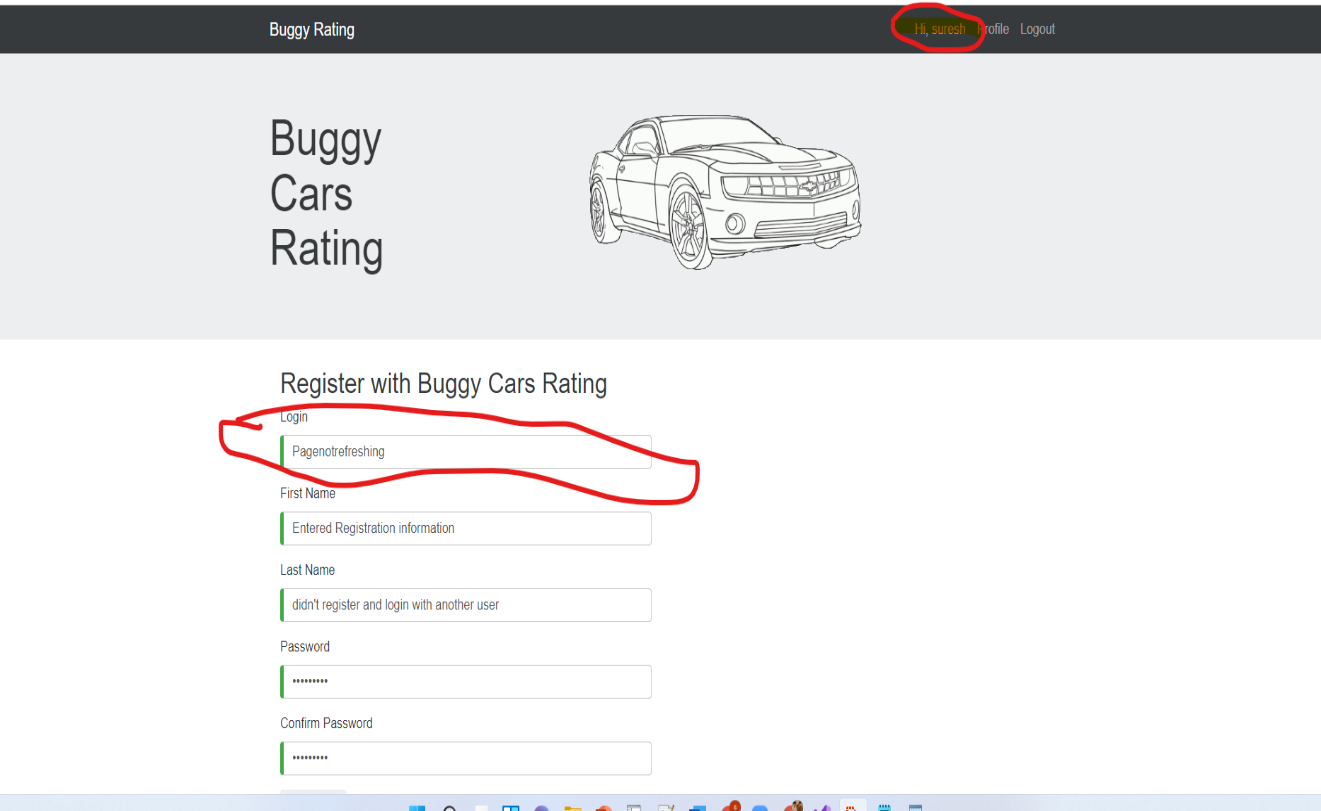 Buggy Rating
Hi, suresh Profile Logout
Buggy
Cars
Rating
Register with Buggy Cars Rating
Login
Pagenotrefreshing
First Name
Entered Registration information
Last Name
didn't register and login with another user
Password
•••••••••
Confirm Password
•••••••••